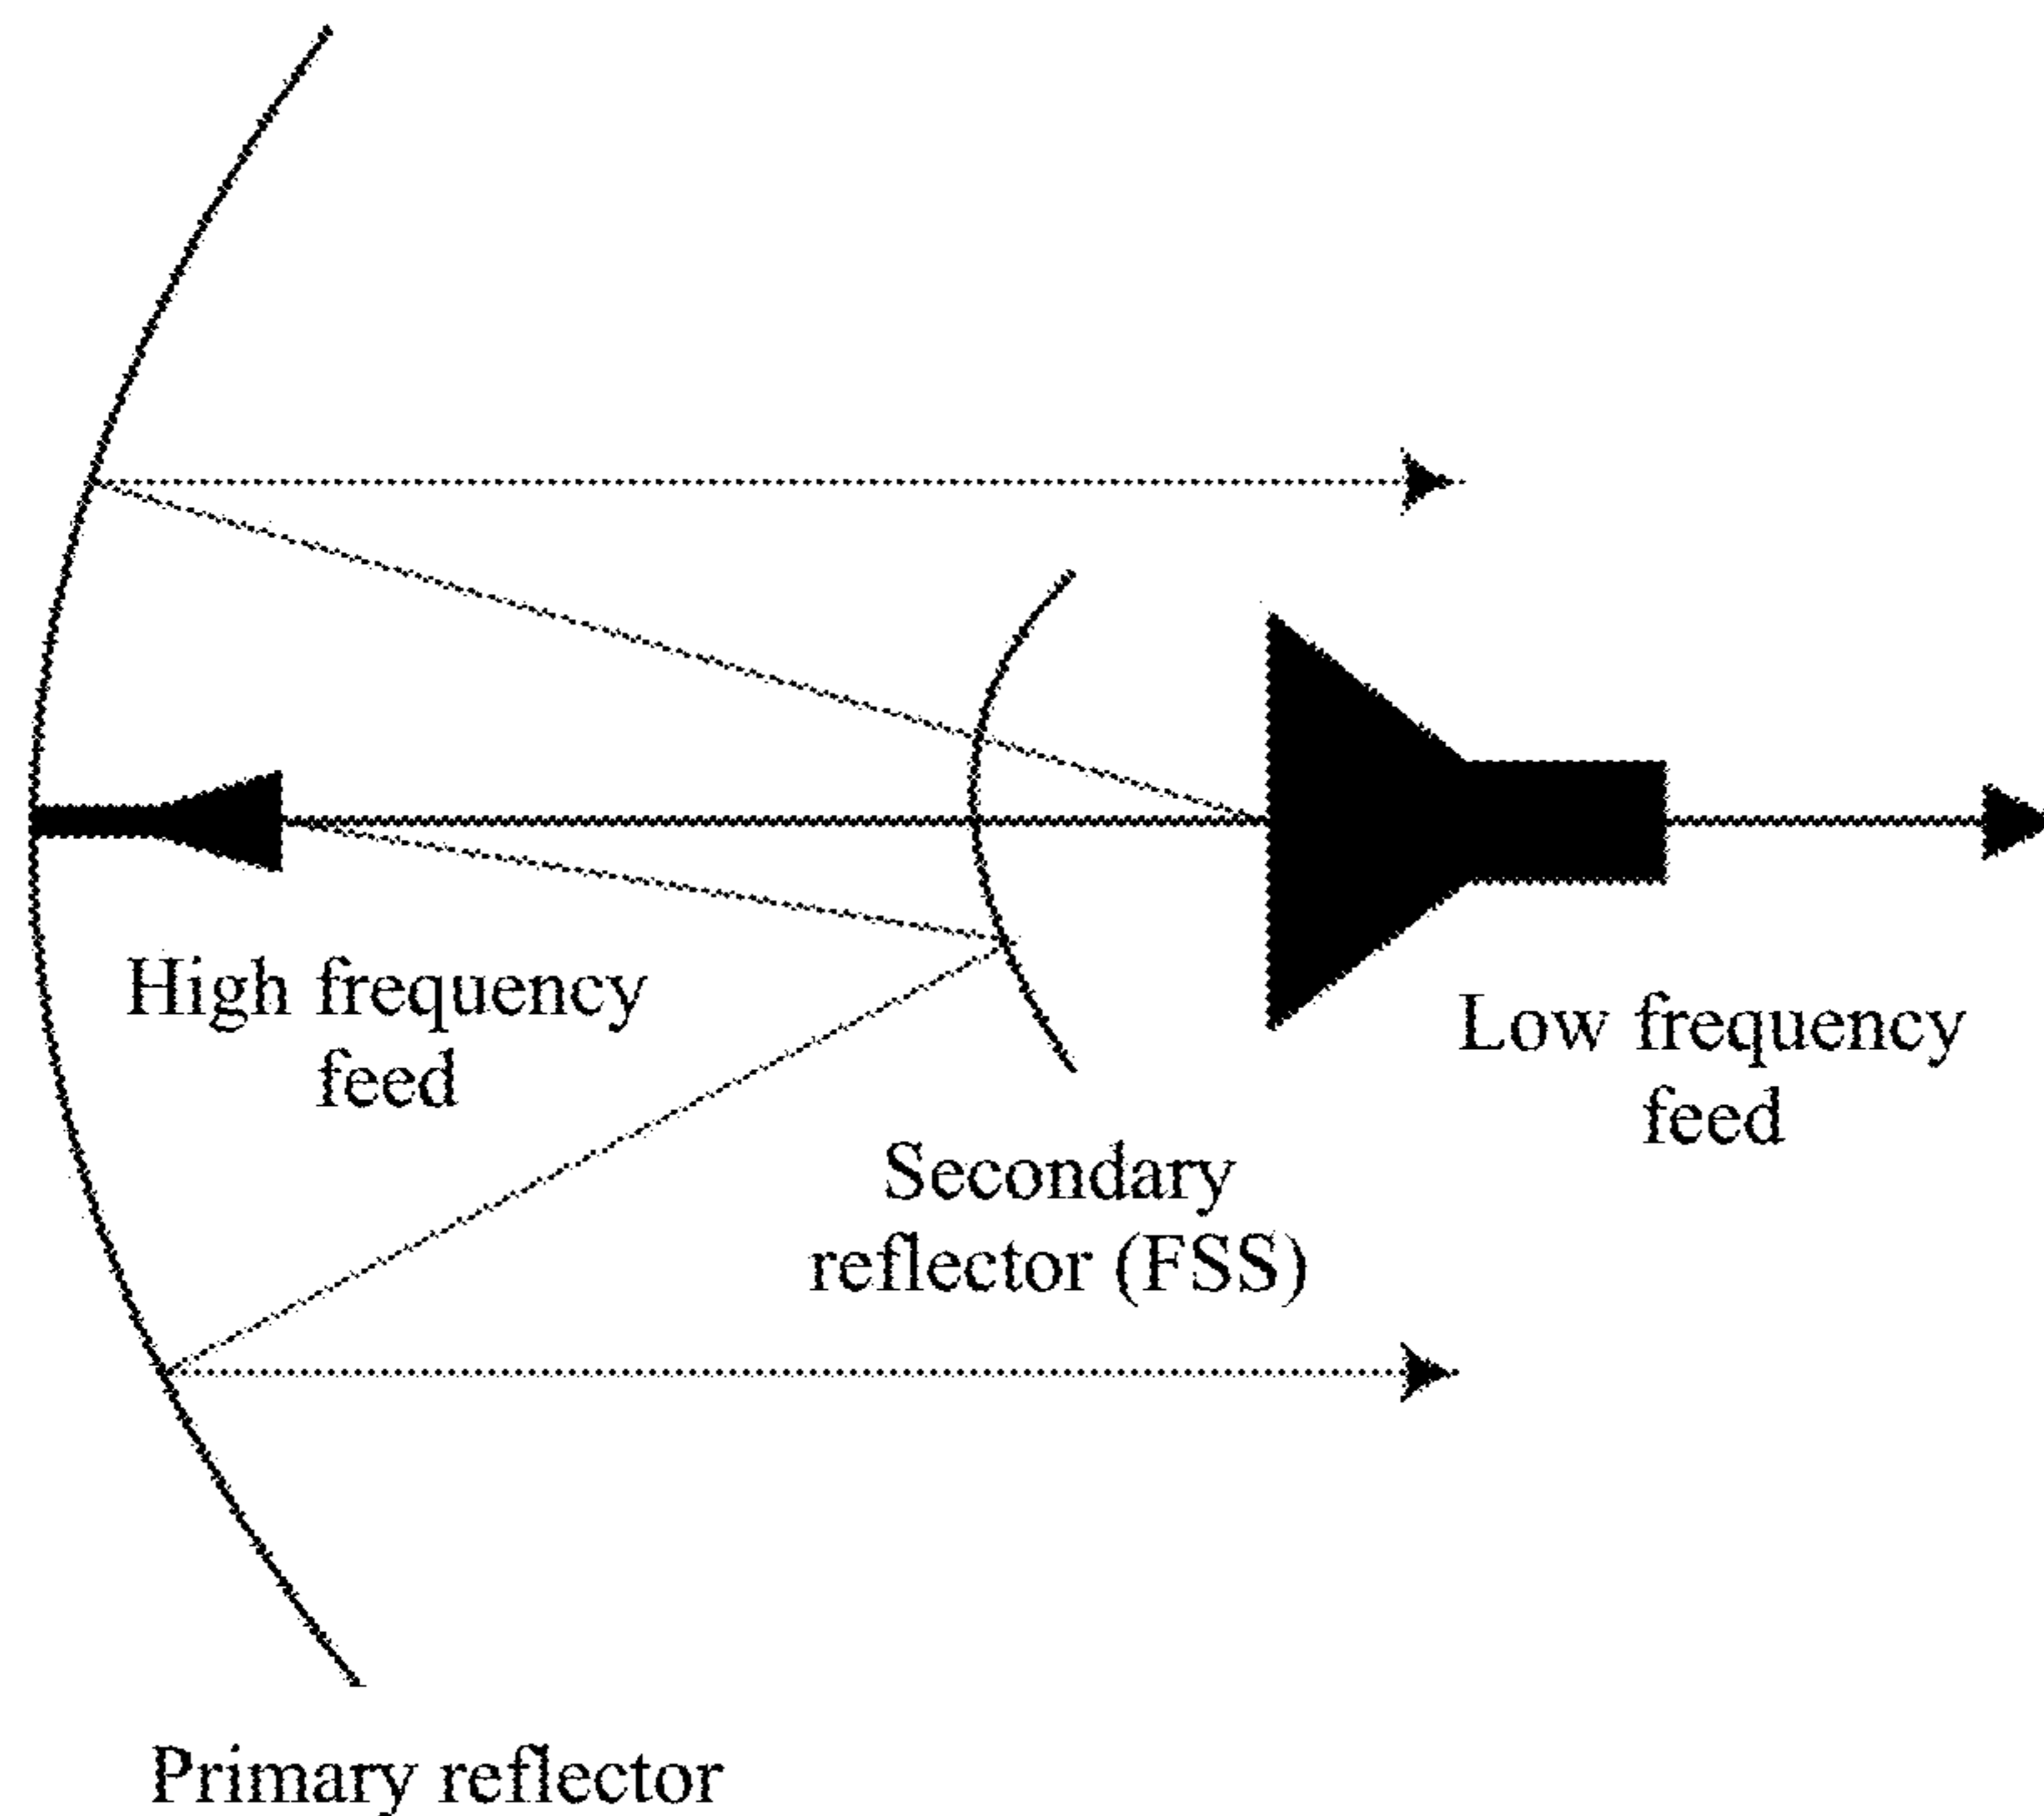 High frequency
feed
Low frequency
feed
Secondary
reflector (FSS)
Primary reflector